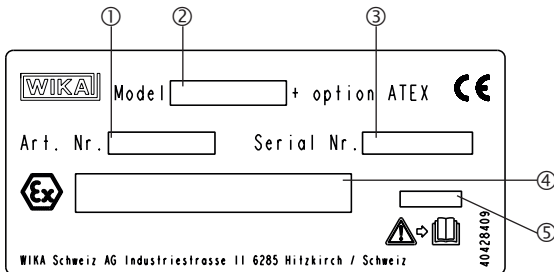 ① ② ③
WIKA Model + option ATEX CE
Art. Nr. Serial Nr.
Ex ④
⑤
WIKA Schweiz AG Industriestrasse 11 6285 Hitzkirch / Schweiz
40428409